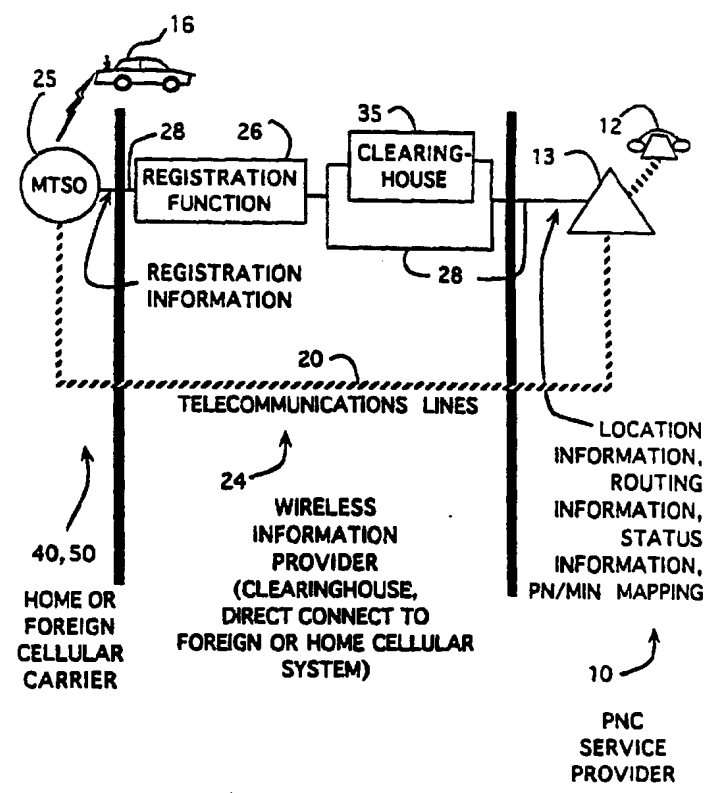 16
25
28
26
35
12
13
MTSO
REGISTRATION
FUNCTION
CLEARING-
HOUSE
28
REGISTRATION
INFORMATION
20
TELECOMMUNICATIONS LINES
24
WIRELESS
INFORMATION
PROVIDER
(CLEARINGHOUSE,
DIRECT CONNECT TO
FOREIGN OR HOME CELLULAR
SYSTEM)
40,50
HOME OR
FOREIGN
CELLULAR
CARRIER
LOCATION
INFORMATION,
ROUTING
INFORMATION,
STATUS
INFORMATION,
PN/MIN MAPPING
10
PNC
SERVICE
PROVIDER